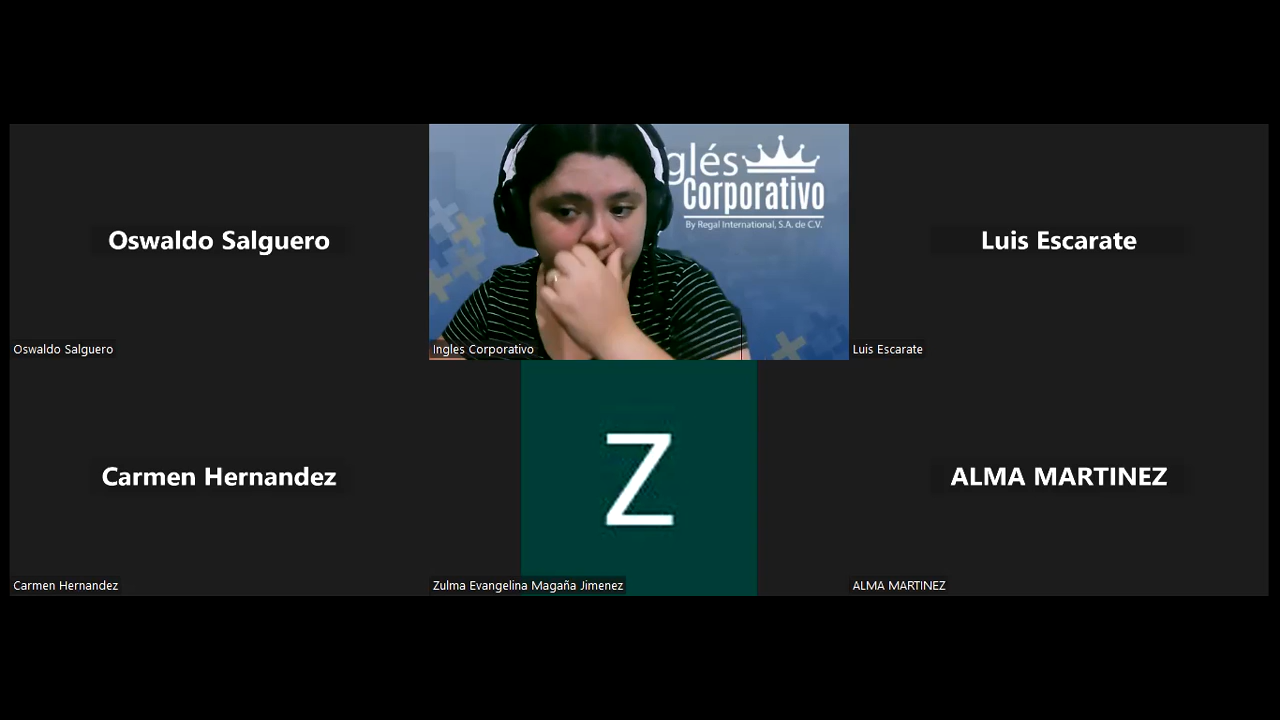 Oswaldo Salguero
Oswaldo Salguero
glés
Corporativo
By Regal International, S.A. de C.V.
Ingles Corporativo
Luis Escarate
Luis Escarate
Carmen Hernandez
Carmen Hernandez
Z
Zulma Evangelina Magaña Jimenez
ALMA MARTINEZ
ALMA MARTINEZ